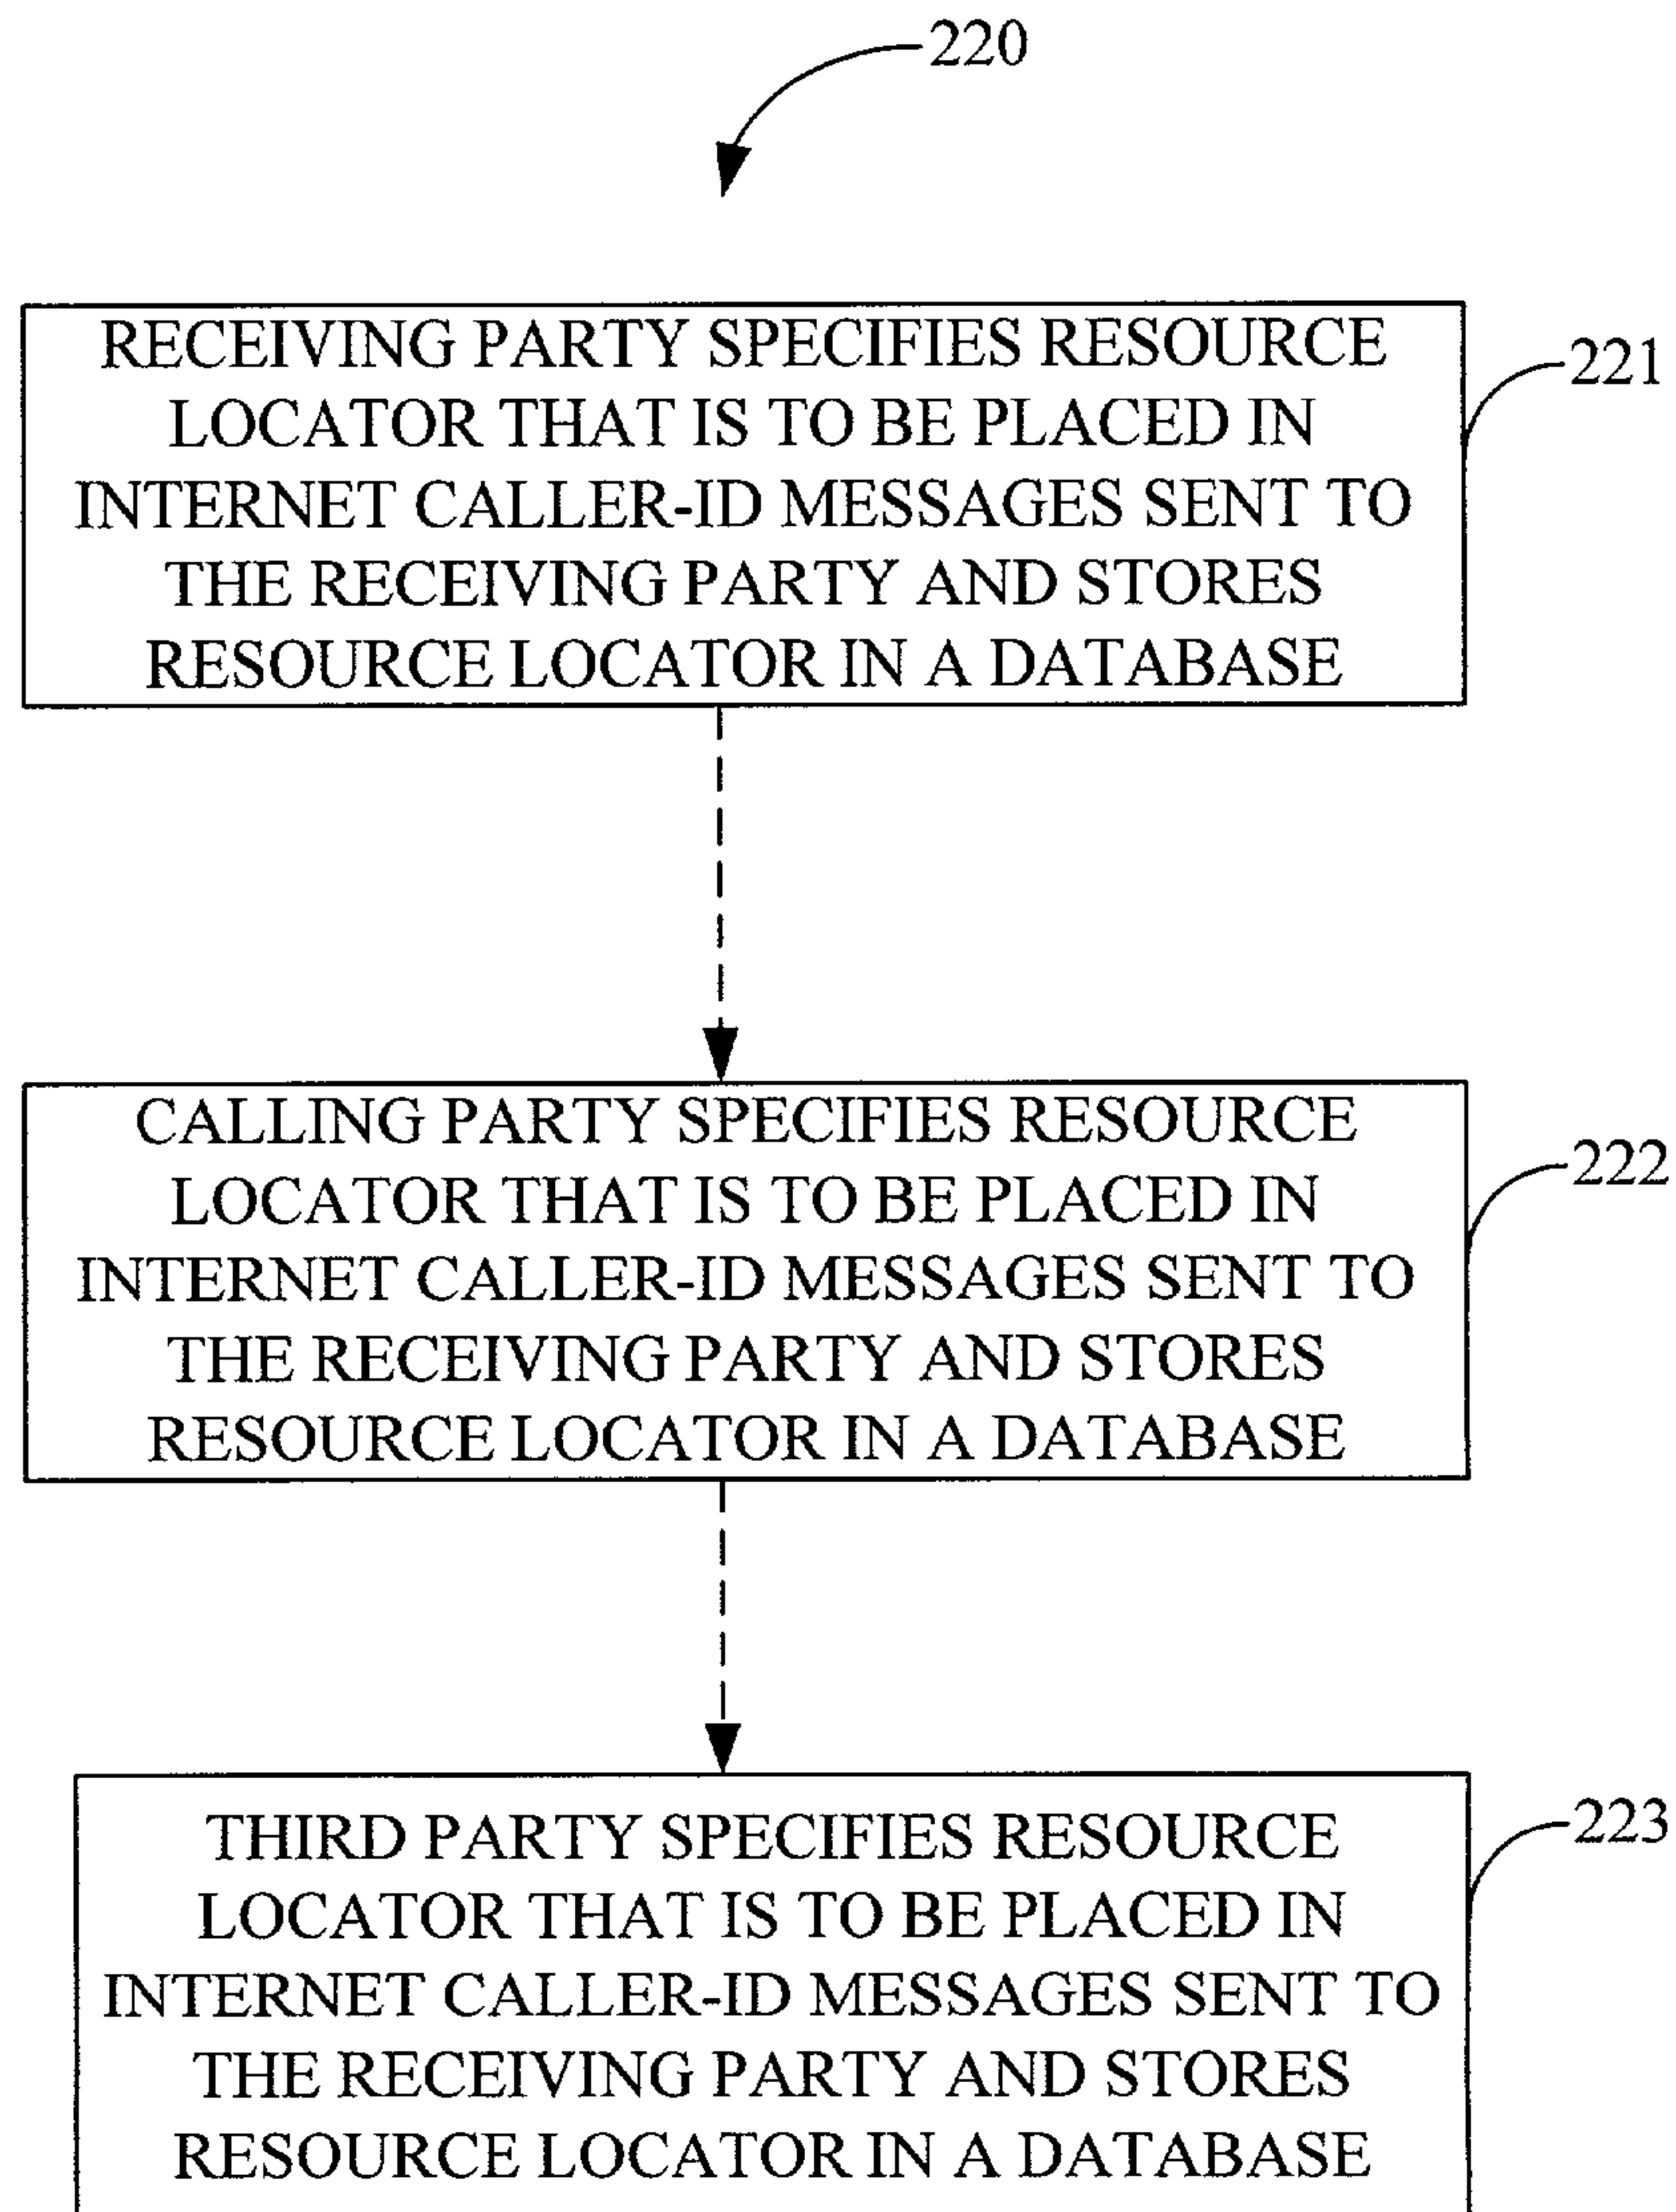 220
RECEIVING PARTY SPECIFIES RESOURCE
LOCATOR THAT IS TO BE PLACED IN
INTERNET CALLER-ID MESSAGES SENT TO
THE RECEIVING PARTY AND STORES
RESOURCE LOCATOR IN A DATABASE
221
CALLING PARTY SPECIFIES RESOURCE
LOCATOR THAT IS TO BE PLACED IN
INTERNET CALLER-ID MESSAGES SENT TO
THE RECEIVING PARTY AND STORES
RESOURCE LOCATOR IN A DATABASE
222
THIRD PARTY SPECIFIES RESOURCE
LOCATOR THAT IS TO BE PLACED IN
INTERNET CALLER-ID MESSAGES SENT TO
THE RECEIVING PARTY AND STORES
RESOURCE LOCATOR IN A DATABASE
223